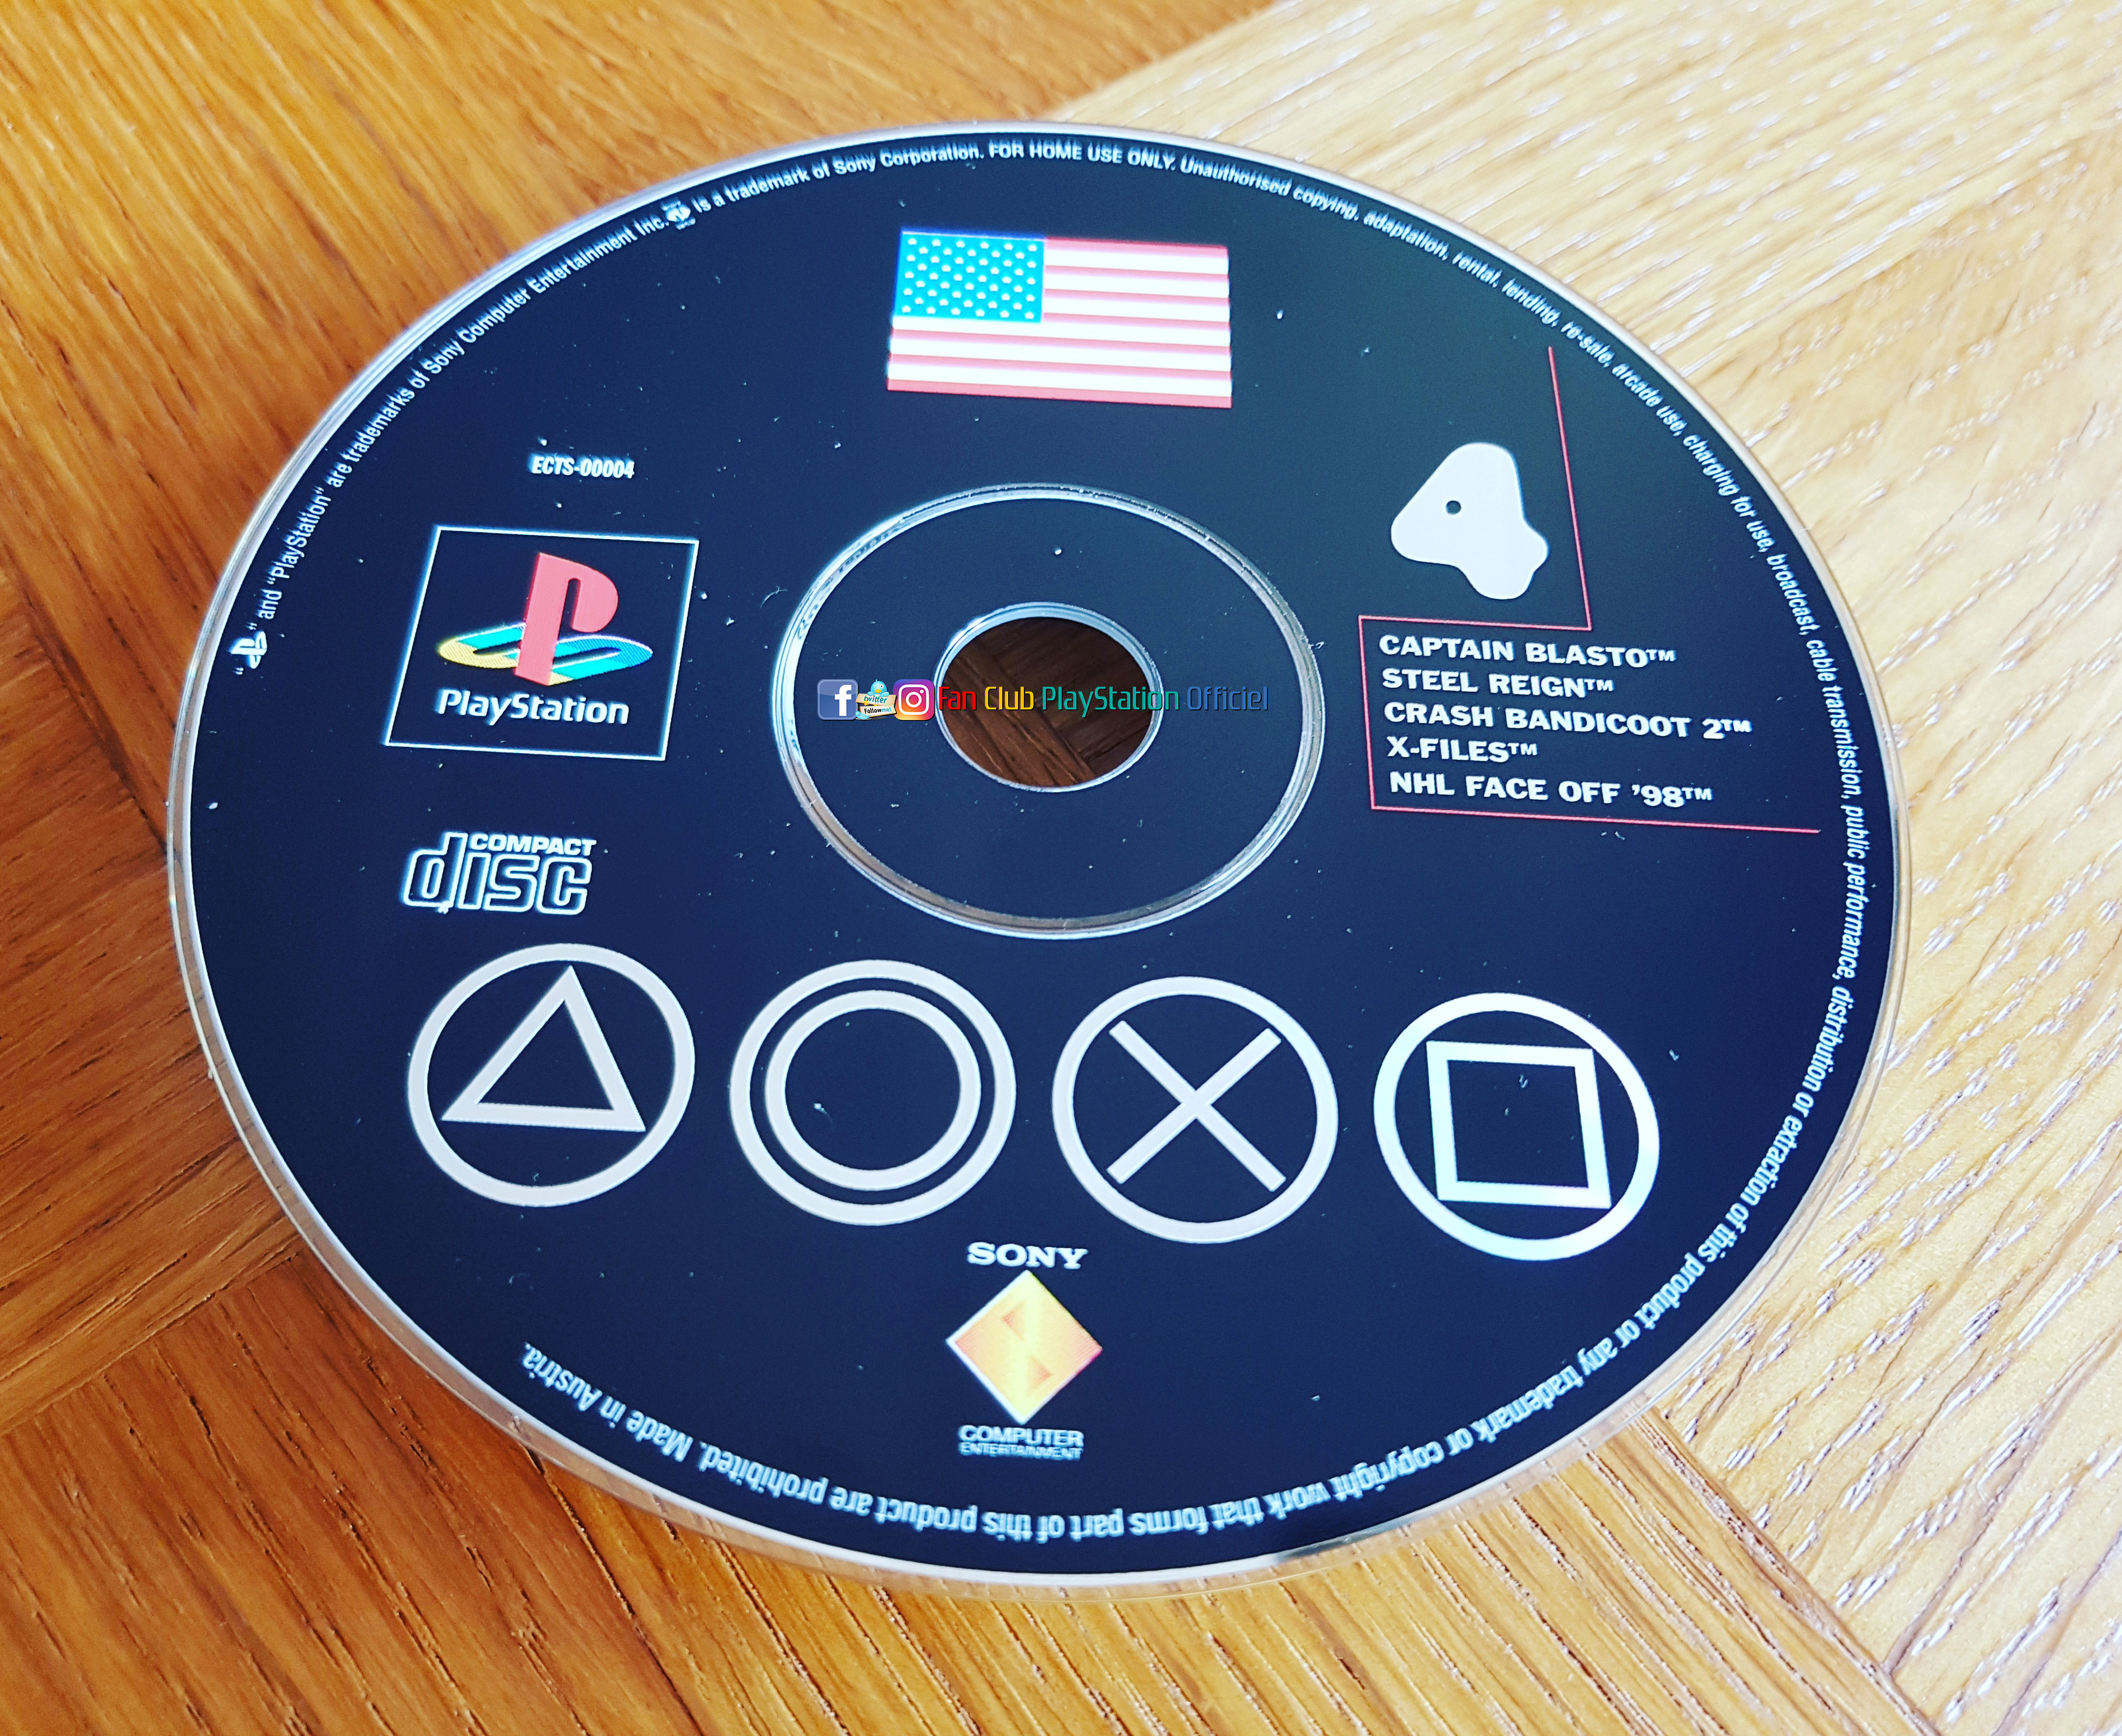 "P" and "PlayStation" are trademarks of Sony Computer Entertainment Inc. is a trademark of Sony Corporation. FOR HOME USE ONLY. Unauthorised copying, adaptation, rental, lending, re-sale, arcade use, charging for use, broadcast, cable transmission, public performance, distribution or extraction of this product or any trademark or copyright work that forms part of this product are prohibited. Made in Austria.
ECTS-00004
PlayStation
COMPACT
disc
4
CAPTAIN BLASTO™
STEEL REIGN™
CRASH BANDICOOT 2™
X-FILES™
NHL FACE OFF '98™
Fan Club PlayStation Officiel
SONY
COMPUTER
ENTERTAINMENT